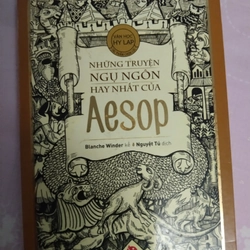 VĂN HỌC
HY LẠP
NHỮNG TRUYỆN
NGỤ NGÔN
HAY NHẤT CỦA
Aesop
Blanche Winder kể Nguyệt Tú dịch